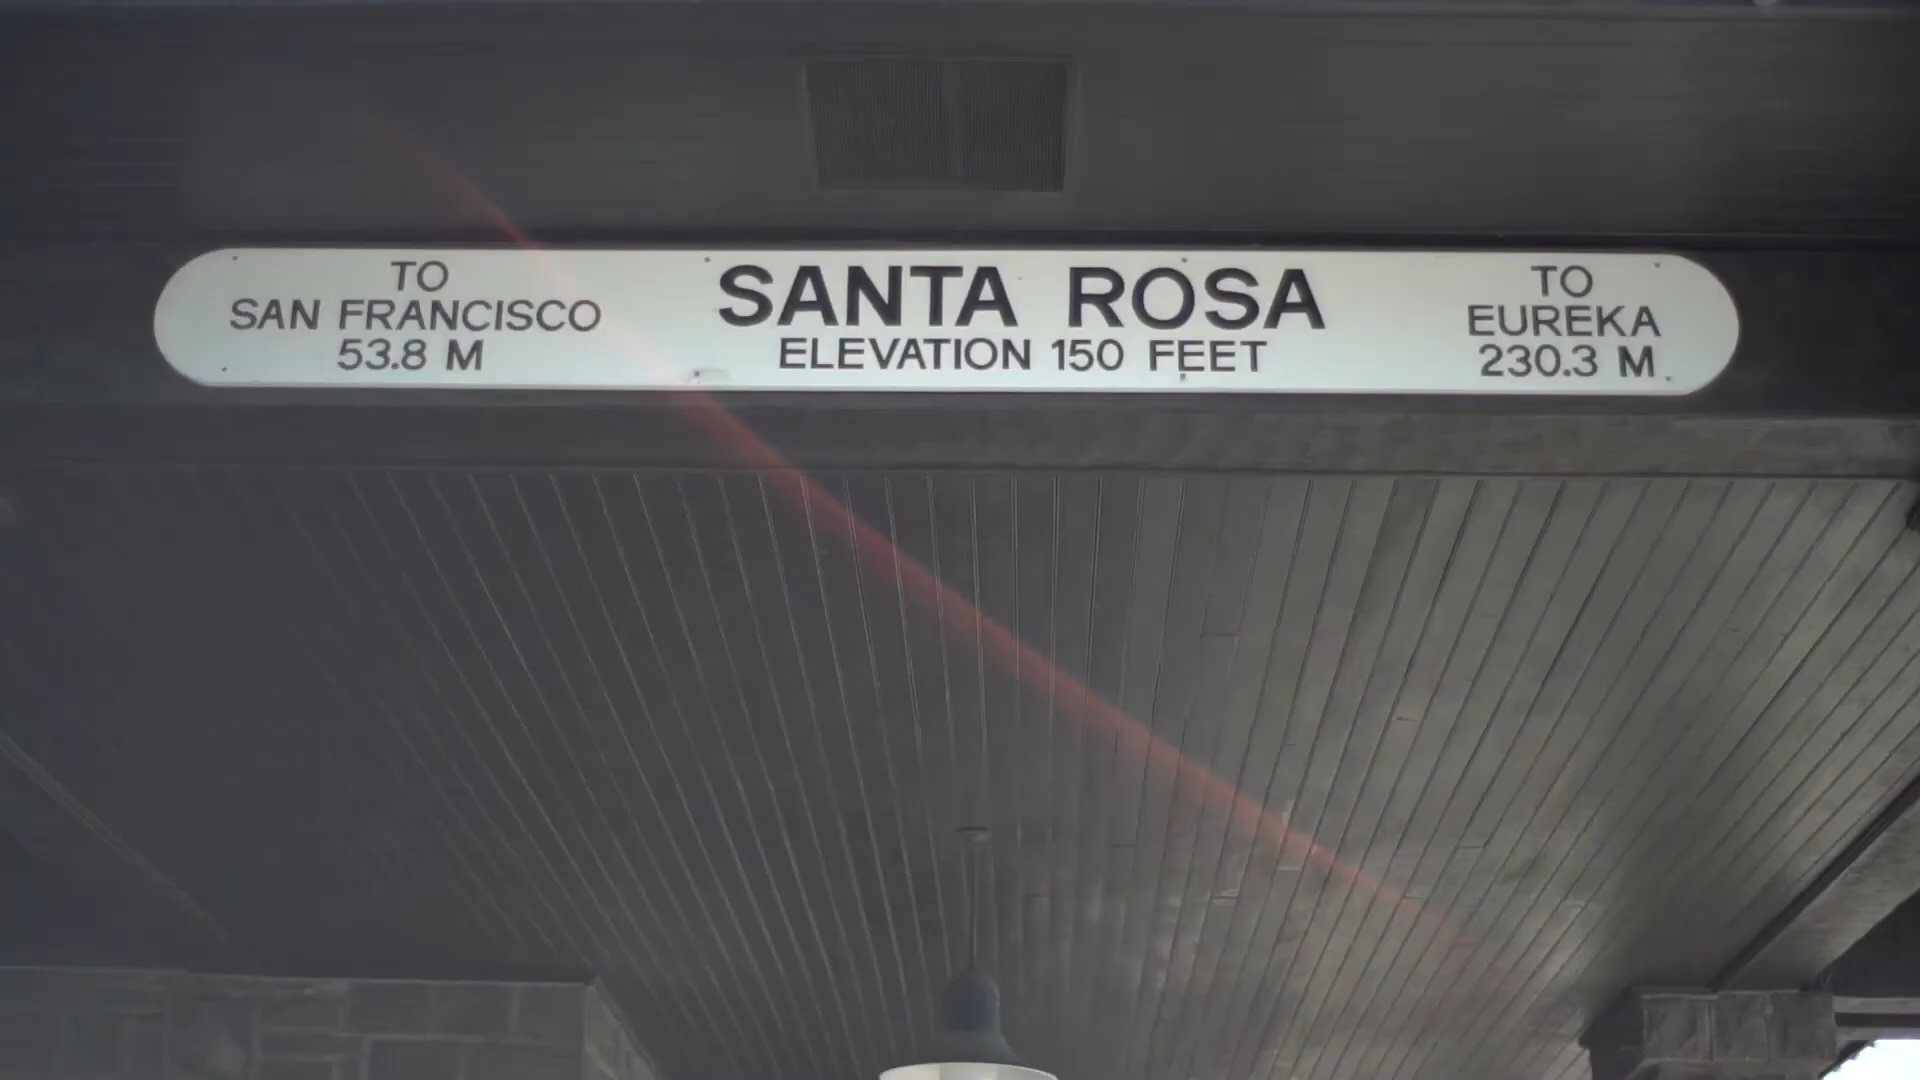 TO
SAN FRANCISCO
53.8 M
SANTA ROSA
ELEVATION 150 FEET
TO
EUREKA
230.3 M